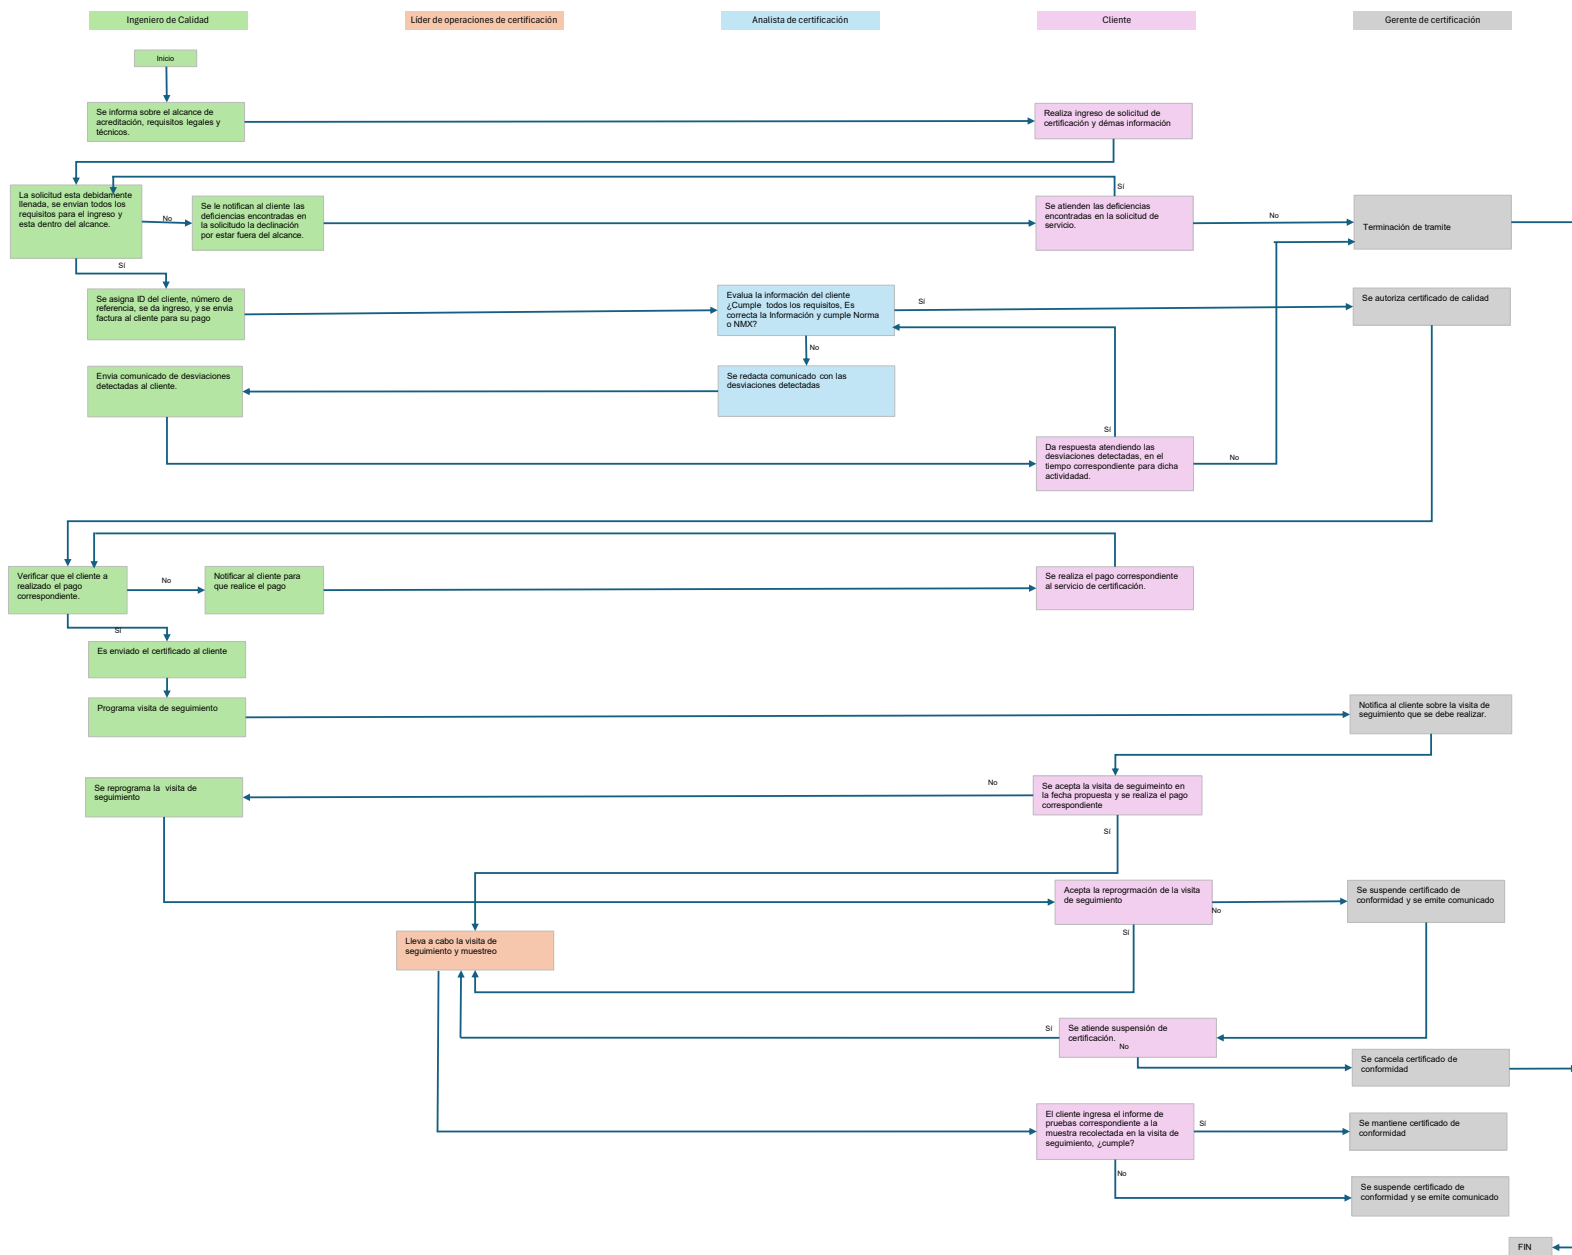 Ingeniero de Calidad
Líder de operaciones de certificación
Analista de certificación
Cliente
Gerente de certificación
Inicio
Se informa sobre el alcance de
acreditación, requisitos legales y
técnicos.
Realiza ingreso de solicitud de
certificación y démas información
La solicitud esta debidamente
llenada, se envian todos los
requisitos para el ingreso y
esta dentro del alcance.
No
Se le notifican al cliente las
deficiencias encontradas en
la solicitudo la declinación
por estar fuera del alcance.
Sí
Se atienden las deficiencias
encontradas en la solicitud de
servicio.
No
Terminación de tramite
Sí
Se asigna ID del cliente, número de
referencia, se da ingreso, y se envia
factura al cliente para su pago
Evalua la información del cliente
¿Cumple todos los requisitos, Es
correcta la Información y cumple Norma
o NMX?
Sí
Se autoriza certificado de calidad
No
Envia comunicado de desviaciones
detectadas al cliente.
Se redacta comunicado con las
desviaciones detectadas
Sí
Da respuesta atendiendo las
desviaciones detectadas, en el
tiempo correspondiente para dicha
actividadad.
No
Verificar que el cliente a
realizado el pago
correspondiente.
No
Notificar al cliente para
que realice el pago
Se realiza el pago correspondiente
al servicio de certificación.
Sí
Es enviado el certificado al cliente
Programa visita de seguimiento
Notifica al cliente sobre la visita de
seguimiento que se debe realizar.
Se reprograma la visita de
seguimiento
No
Se acepta la visita de seguimeinto en
la fecha propuesta y se realiza el pago
correspondiente
Sí
Acepta la reprogrmación de la visita
de seguimiento
No
Se suspende certificado de
conformidad y se emite comunicado
Sí
Lleva a cabo la visita de
seguimiento y muestreo
Sí
Se atiende suspensión de
certificación.
No
Se cancela certificado de
conformidad
El cliente ingresa el informe de
pruebas correspondiente a la
muestra recolectada en la visita de
seguimiento, ¿cumple?
Sí
Se mantiene certificado de
conformidad
No
Se suspende certificado de
conformidad y se emite comunicado
FIN